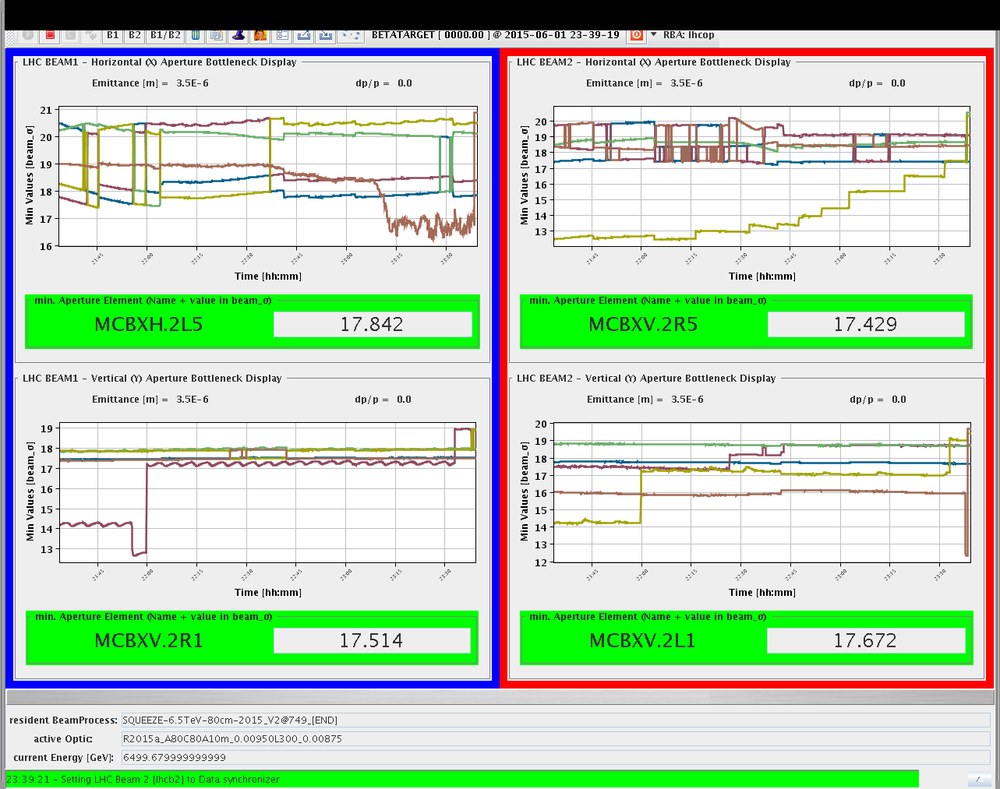 B1 B2 B1/B2 BETATARGET [ 0000.00 ] @ 2015-06-01 23-39-19 RBA: lhcop
LHC BEAM1 - Horizontal (X) Aperture Bottleneck Display
Emittance [m] = 3.5E-6 dp/p = 0.0
21
20
19
18
17
16
Min Values [beam_σ]
21:45 22:00 22:15 22:30 22:45 23:00 23:15 23:30
Time [hh:mm]
min. Aperture Element (Name + value in beam_σ)
MCBXH.2L5 17.842
LHC BEAM2 - Horizontal (X) Aperture Bottleneck Display
Emittance [m] = 3.5E-6 dp/p = 0.0
20
19
18
17
16
15
14
13
Min Values [beam_σ]
21:45 22:00 22:15 22:30 22:45 23:00 23:15 23:30
Time [hh:mm]
min. Aperture Element (Name + value in beam_σ)
MCBXV.2R5 17.429
LHC BEAM1 - Vertical (Y) Aperture Bottleneck Display
Emittance [m] = 3.5E-6 dp/p = 0.0
19
18
17
16
15
14
13
Min Values [beam_σ]
21:45 22:00 22:15 22:30 22:45 23:00 23:15 23:30
Time [hh:mm]
min. Aperture Element (Name + value in beam_σ)
MCBXV.2R1 17.514
LHC BEAM2 - Vertical (Y) Aperture Bottleneck Display
Emittance [m] = 3.5E-6 dp/p = 0.0
20
19
18
17
16
15
14
13
12
Min Values [beam_σ]
21:45 22:00 22:15 22:30 22:45 23:00 23:15 23:30
Time [hh:mm]
min. Aperture Element (Name + value in beam_σ)
MCBXV.2L1 17.672
resident BeamProcess: SQUEEZE-6.5TeV-80cm-2015_V2@749_[END]
active Optic: R2015a_A80C80A10m_0.00950L300_0.00875
current Energy [GeV]: 6499.679999999999
23:39:21 - Setting LHC Beam 2 [lhcb2] to Data synchronizer